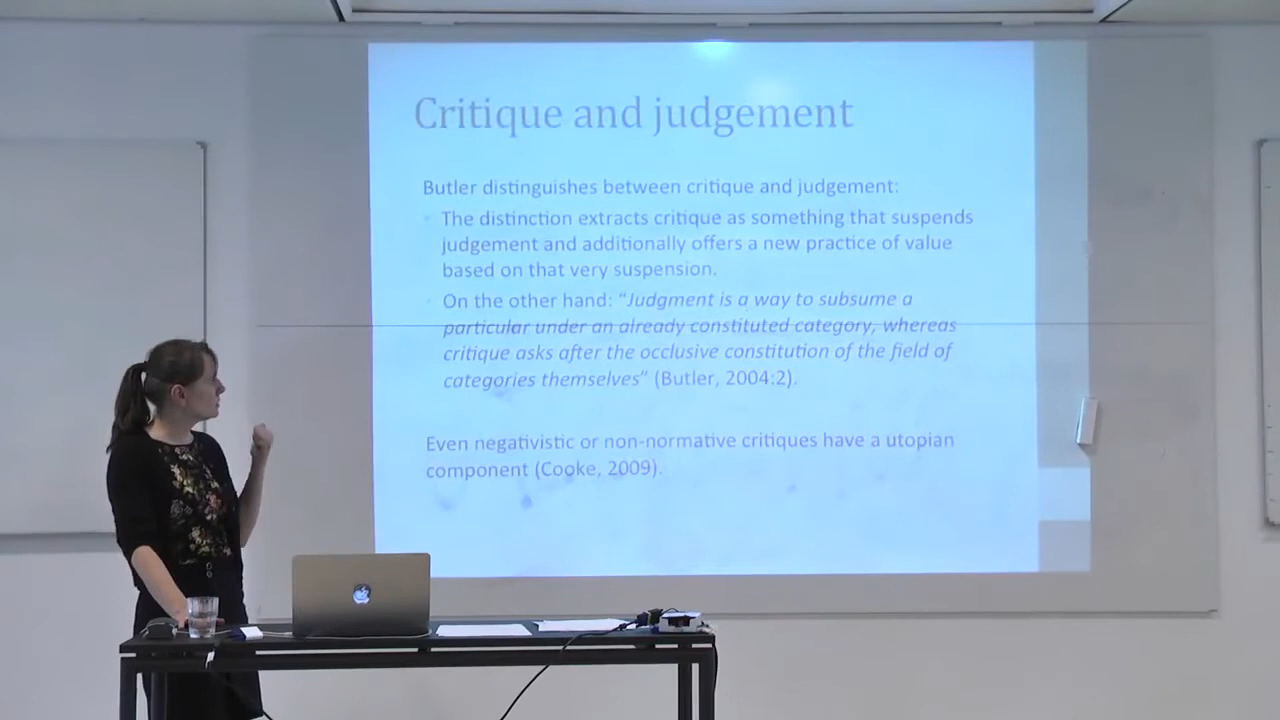 Critique and judgement
Butler distinguishes between critique and judgement:
The distinction extracts critique as something that suspends
judgement and additionally offers a new practice of value
based on that very suspension.
On the other hand: “Judgment is a way to subsume a
particular under an already constituted category, whereas
critique asks after the occlusive constitution of the field of
categories themselves” (Butler, 2004:2).
Even negativistic or non-normative critiques have a utopian
component (Cooke, 2009).